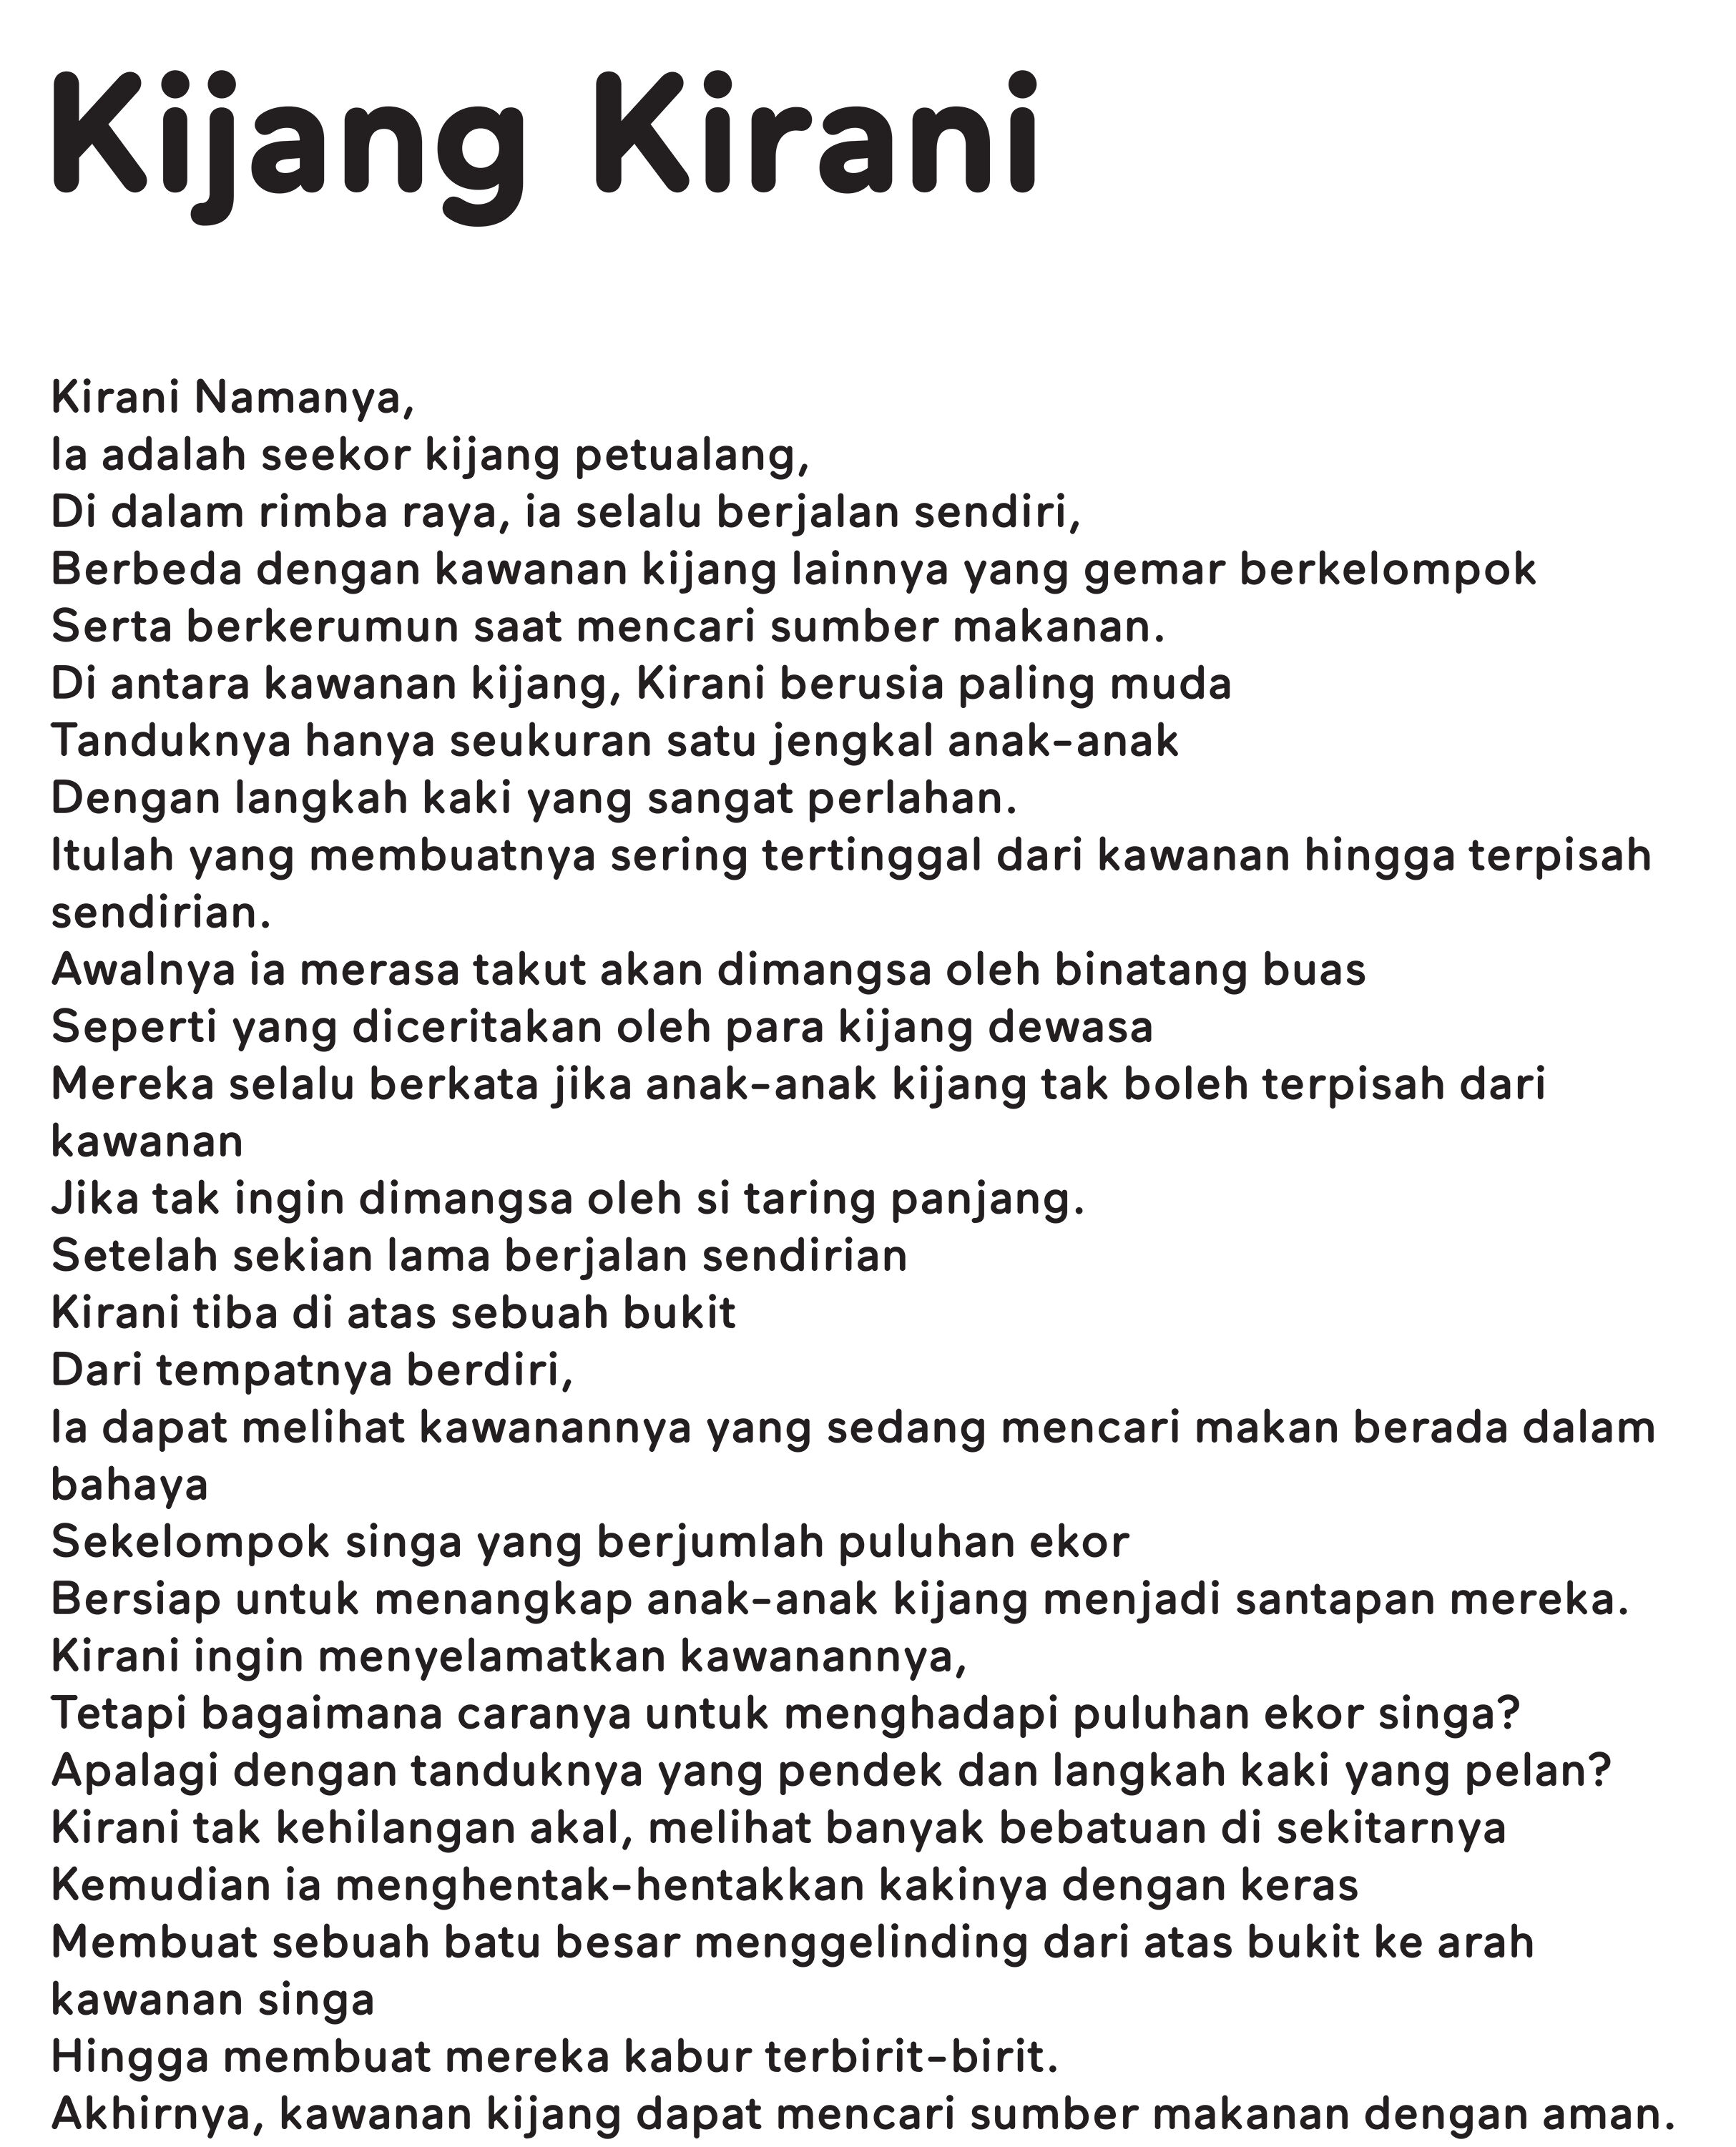 Kijang Kirani
Kirani Namanya,
Ia adalah seekor kijang petualang,
Di dalam rimba raya, ia selalu berjalan sendiri,
Berbeda dengan kawanan kijang lainnya yang gemar berkelompok
Serta berkerumun saat mencari sumber makanan.
Di antara kawanan kijang, Kirani berusia paling muda
Tanduknya hanya seukuran satu jengkal anak-anak
Dengan langkah kaki yang sangat perlahan.
Itulah yang membuatnya sering tertinggal dari kawanan hingga terpisah
sendirian.
Awalnya ia merasa takut akan dimangsa oleh binatang buas
Seperti yang diceritakan oleh para kijang dewasa
Mereka selalu berkata jika anak-anak kijang tak boleh terpisah dari
kawanan
Jika tak ingin dimangsa oleh si taring panjang.
Setelah sekian lama berjalan sendirian
Kirani tiba di atas sebuah bukit
Dari tempatnya berdiri,
Ia dapat melihat kawanannya yang sedang mencari makan berada dalam
bahaya
Sekelompok singa yang berjumlah puluhan ekor
Bersiap untuk menangkap anak-anak kijang menjadi santapan mereka.
Kirani ingin menyelamatkan kawanannya,
Tetapi bagaimana caranya untuk menghadapi puluhan ekor singa?
Apalagi dengan tanduknya yang pendek dan langkah kaki yang pelan?
Kirani tak kehilangan akal, melihat banyak bebatuan di sekitarnya
Kemudian ia menghentak-hentakkan kakinya dengan keras
Membuat sebuah batu besar menggelinding dari atas bukit ke arah
kawanan singa
Hingga membuat mereka kabur terbirit-birit.
Akhirnya, kawanan kijang dapat mencari sumber makanan dengan aman.